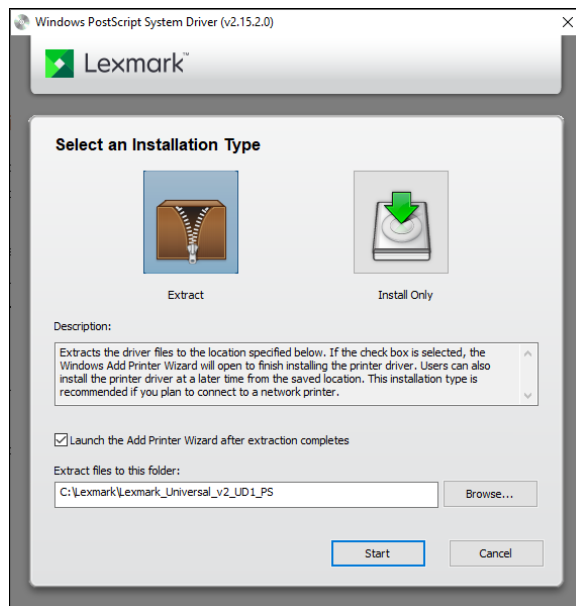 Windows PostScript System Driver (v2.15.2.0)
Lexmark™
Select an Installation Type
Extract
Install Only
Description:
Extracts the driver files to the location specified below. If the check box is selected, the
Windows Add Printer Wizard will open to finish installing the printer driver. Users can also
install the printer driver at a later time from the saved location. This installation type is
recommended if you plan to connect to a network printer.
Launch the Add Printer Wizard after extraction completes
Extract files to this folder:
C:\Lexmark\Lexmark_Universal_v2_UD1_PS
Browse...
Start
Cancel